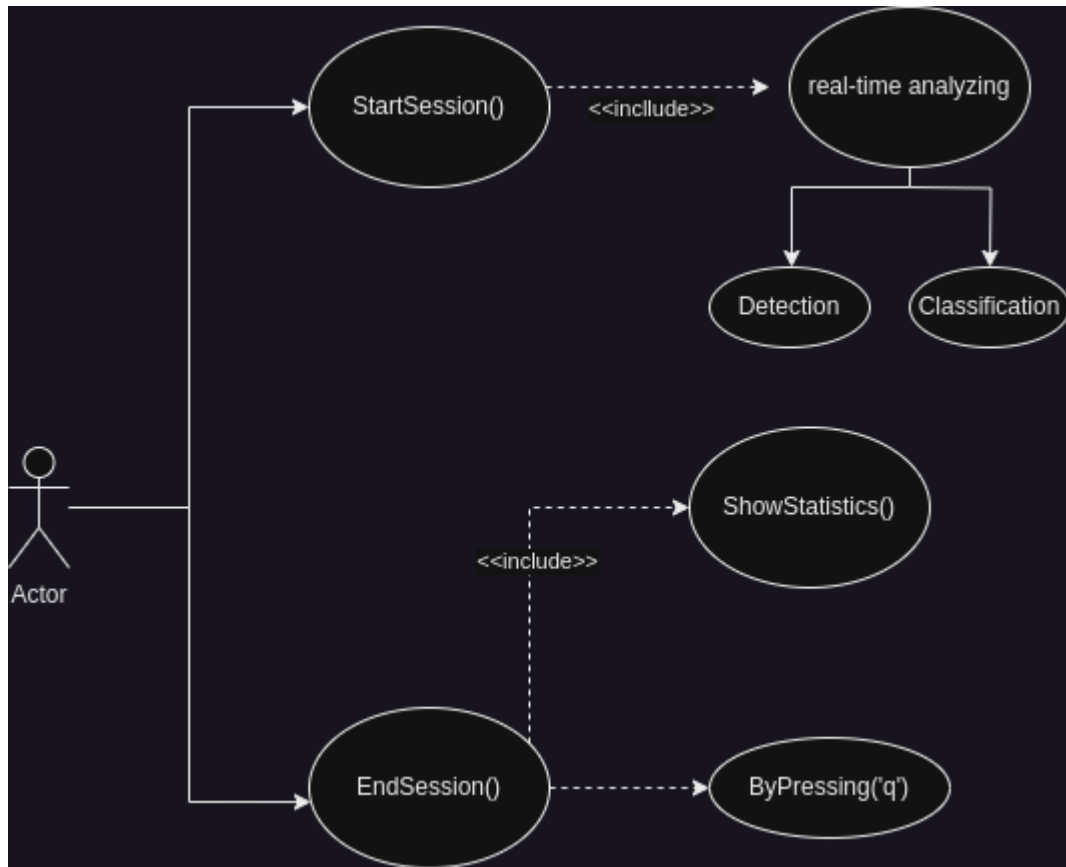 StartSession()
<<incllude>>
real-time analyzing
Detection
Classification
Actor
ShowStatistics()
<<include>>
EndSession()
ByPressing('q')